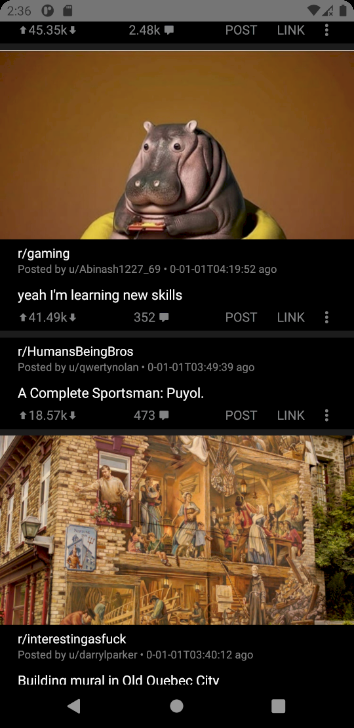 2:36
45.35k 2.48k POST LINK
r/gaming
Posted by u/Abinash1227_69 • 0-01-01T04:19:52 ago
yeah I'm learning new skills
41.49k 352 POST LINK
r/HumansBeingBros
Posted by u/qwertynolan • 0-01-01T03:49:39 ago
A Complete Sportsman: Puyol.
18.57k 473 POST LINK
r/interestingasfuck
Posted by u/darrylparker • 0-01-01T03:40:12 ago
Building mural in Old Quebec City